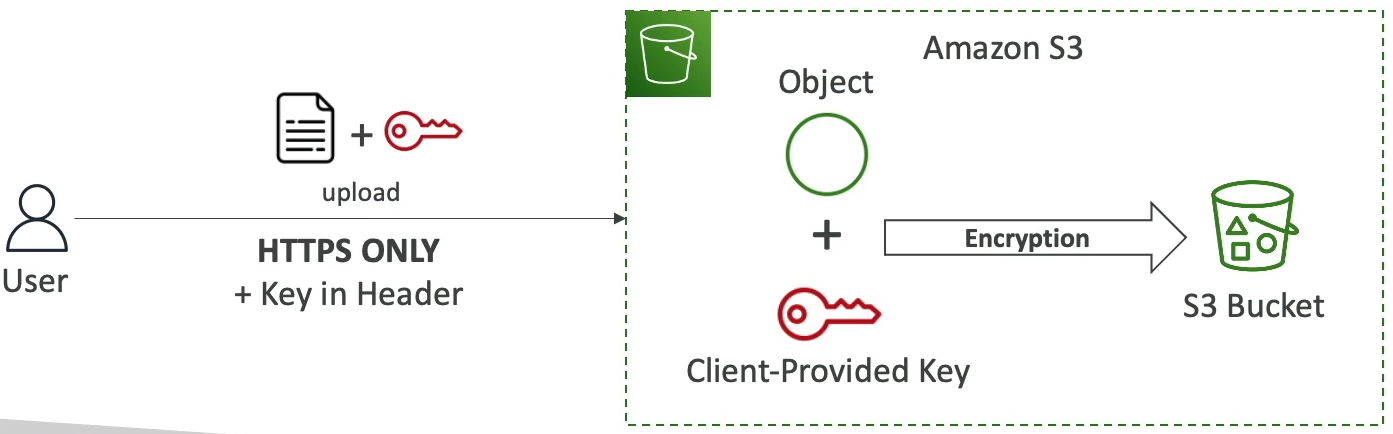 Amazon S3
Object
+
upload
HTTPS ONLY
+ Key in Header
User
+
Encryption
S3 Bucket
Client-Provided Key